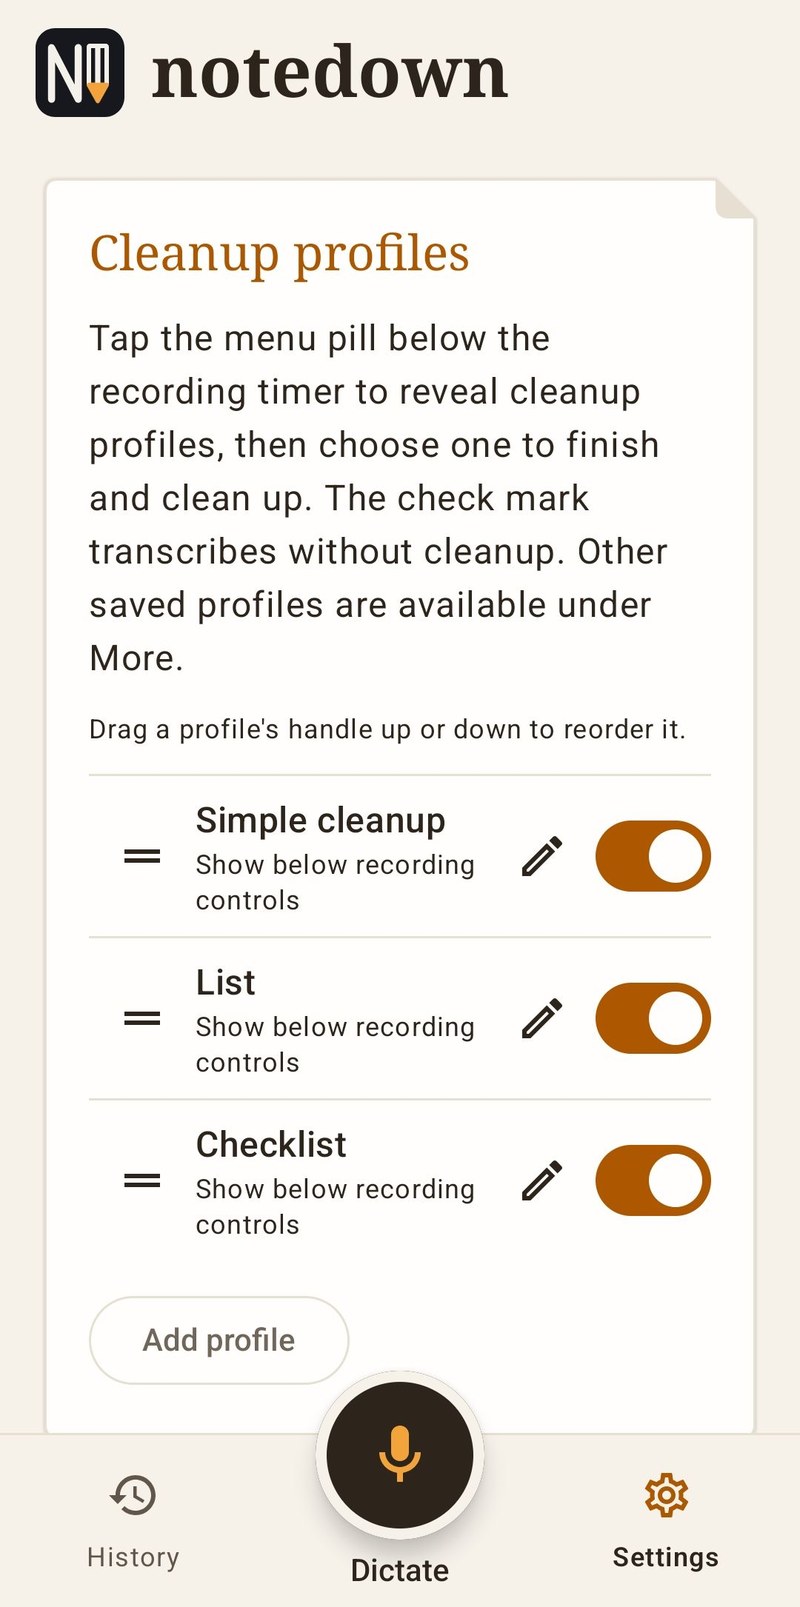 notedown
Cleanup profiles
Tap the menu pill below the
recording timer to reveal cleanup
profiles, then choose one to finish
and clean up. The check mark
transcribes without cleanup. Other
saved profiles are available under
More.
Drag a profile's handle up or down to reorder it.
Simple cleanup
Show below recording
controls
List
Show below recording
controls
Checklist
Show below recording
controls
Add profile
History
Dictate
Settings